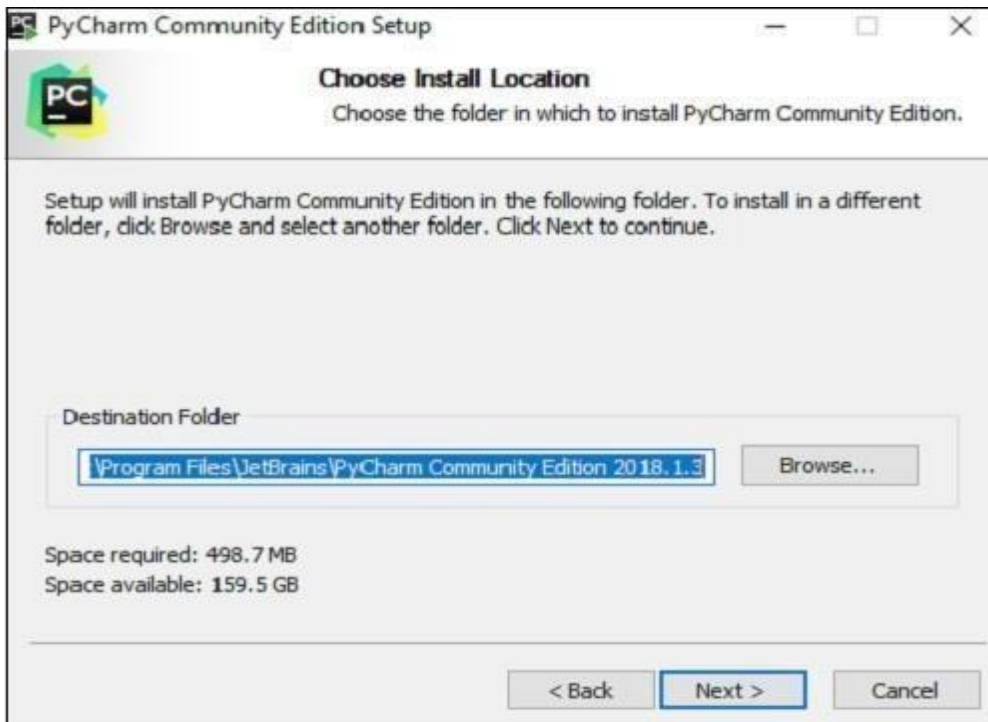 PyCharm Community Edition Setup
PC
Choose Install Location
Choose the folder in which to install PyCharm Community Edition.
Setup will install PyCharm Community Edition in the following folder. To install in a different
folder, click Browse and select another folder. Click Next to continue.
Destination Folder
:\Program Files\JetBrains\PyCharm Community Edition 2018.1.3
Browse...
Space required: 498.7 MB
Space available: 159.5 GB
< Back
Next >
Cancel